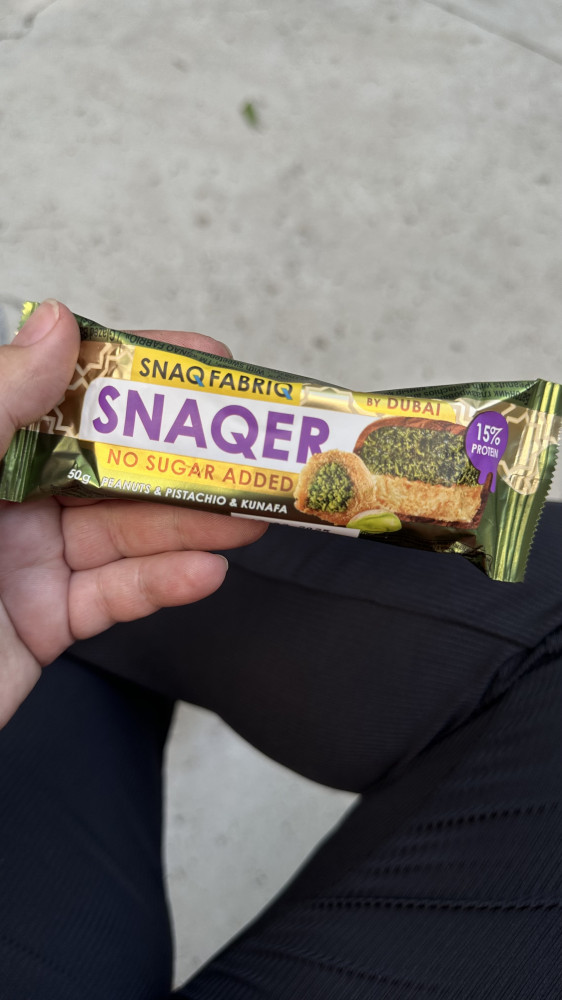 SNAQ FABRIQ
BY DUBAI
SNAQER
15%
PROTEIN
NO SUGAR ADDED
50g PEANUTS & PISTACHIO & KUNAFA